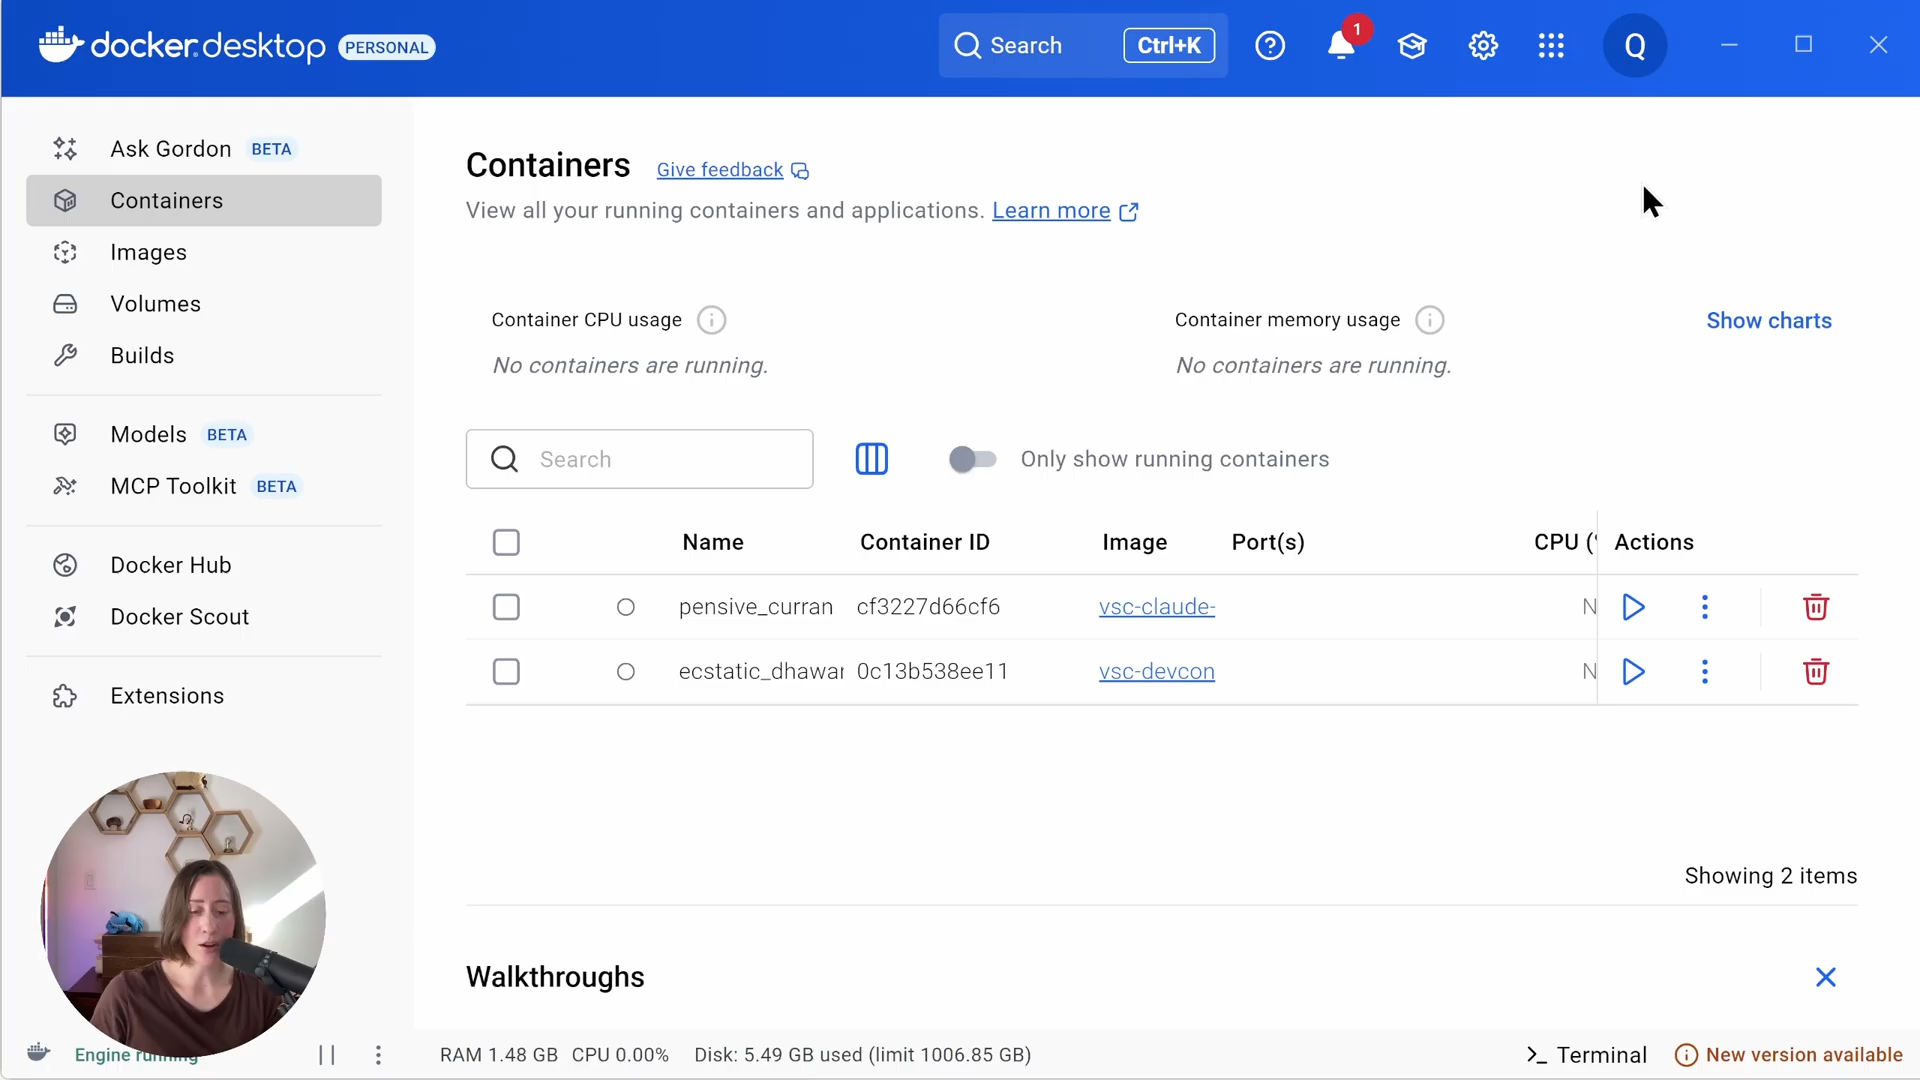 docker desktop PERSONAL
Search Ctrl+K
1
Q
Ask Gordon BETA
Containers
Images
Volumes
Builds
Models BETA
MCP Toolkit BETA
Docker Hub
Docker Scout
Extensions
Containers Give feedback
View all your running containers and applications. Learn more
Container CPU usage
No containers are running.
Container memory usage
No containers are running.
Show charts
Search
Only show running containers
Name Container ID Image Port(s) CPU ( Actions
pensive_curran cf3227d66cf6 vsc-claude- N
ecstatic_dhawar 0c13b538ee11 vsc-devcon N
Showing 2 items
Walkthroughs
Engine running
RAM 1.48 GB CPU 0.00% Disk: 5.49 GB used (limit 1006.85 GB)
Terminal
New version available